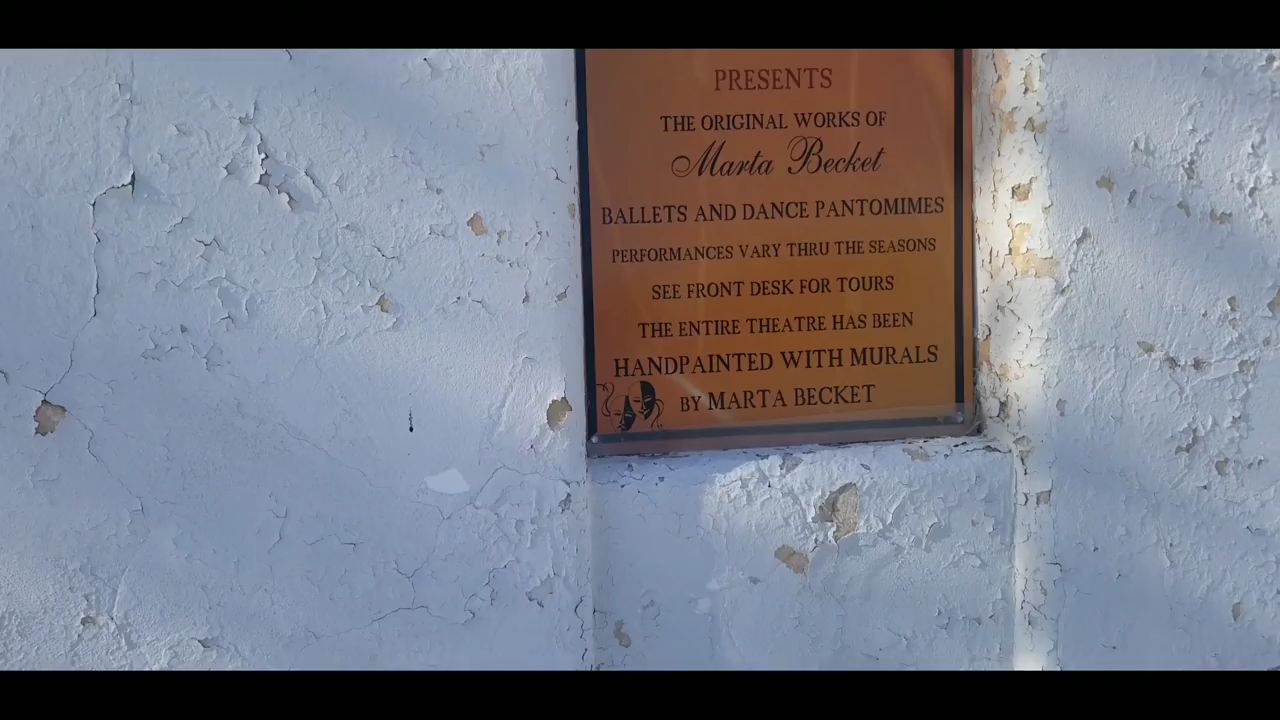 PRESENTS
THE ORIGINAL WORKS OF
Marta Becket
BALLETS AND DANCE PANTOMIMES
PERFORMANCES VARY THRU THE SEASONS
SEE FRONT DESK FOR TOURS
THE ENTIRE THEATRE HAS BEEN
HANDPAINTED WITH MURALS
BY MARTA BECKET